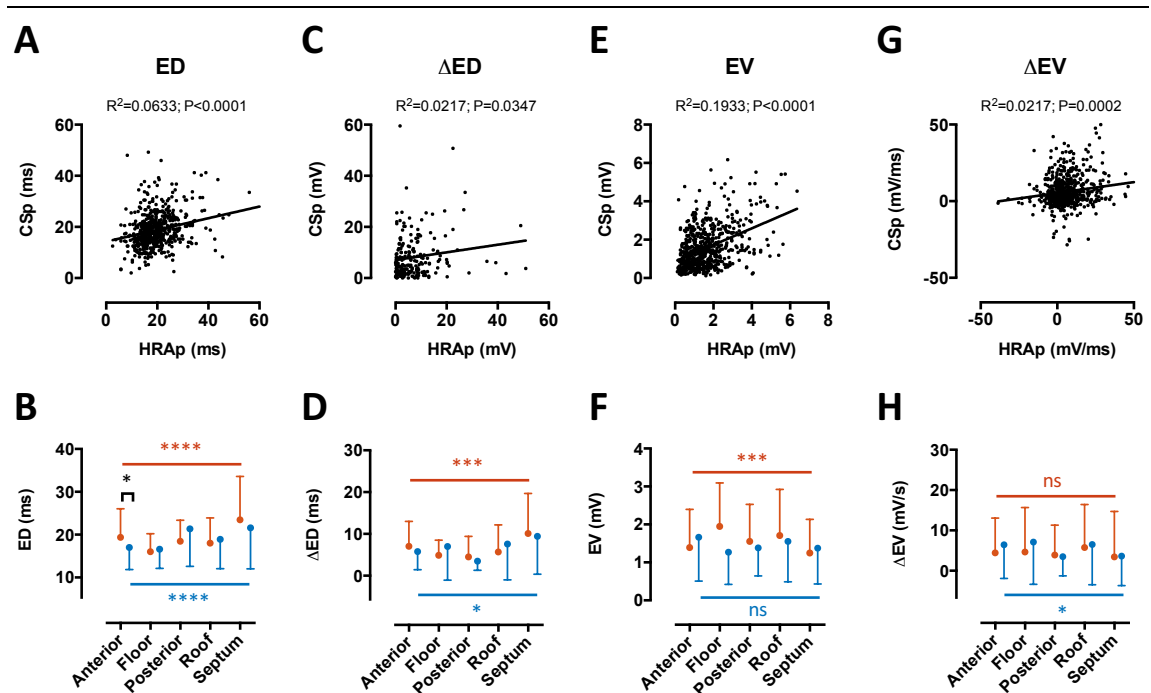 A C E G
ED ΔED EV ΔEV
R²=0.0633; P<0.0001 R²=0.0217; P=0.0347 R²=0.1933; P<0.0001 R²=0.0217; P=0.0002
CSp (ms)
60
40
20
0
0 20 40 60
HRAp (ms)
CSp (mV)
60
40
20
0
0 20 40 60
HRAp (mV)
CSp (mV)
8
6
4
2
0
0 2 4 6 8
HRAp (mV)
CSp (mV/ms)
50
0
-50
-50 0 50
HRAp (mV/ms)
B D F H
ED (ms)
40
30
20
10
****
*
****
Anterior
Floor
Posterior
Roof
Septum
ΔED (ms)
30
20
10
0
***
*
Anterior
Floor
Posterior
Roof
Septum
EV (mV)
4
3
2
1
0
***
ns
Anterior
Floor
Posterior
Roof
Septum
ΔEV (mV/s)
30
20
10
0
ns
*
Anterior
Floor
Posterior
Roof
Septum